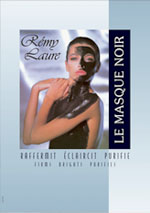 Rémy
Laure
LE MASQUE NOIR
RAFFERMIT ÉCLAIRCIT PURIFIE
FIRMS BRIGHTS PURIFIES